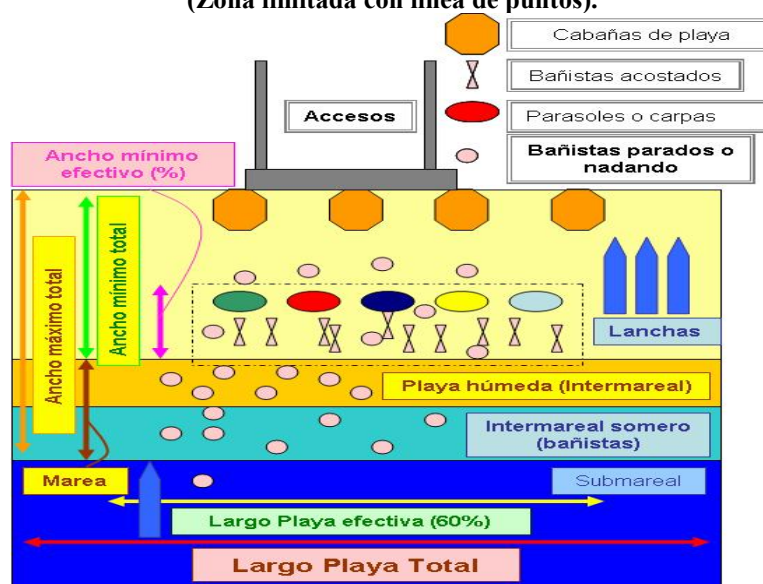 (Zona limitada con línea de puntos).
Cabañas de playa
Bañistas acostados
Accesos
Parasoles o carpas
Bañistas parados o
nadando
Ancho mínimo
efectivo (%)
Ancho máximo total
Ancho mínimo total
Lanchas
Playa húmeda (Intermareal)
Intermareal somero
(bañistas)
Marea
Submareal
Largo Playa efectiva (60%)
Largo Playa Total